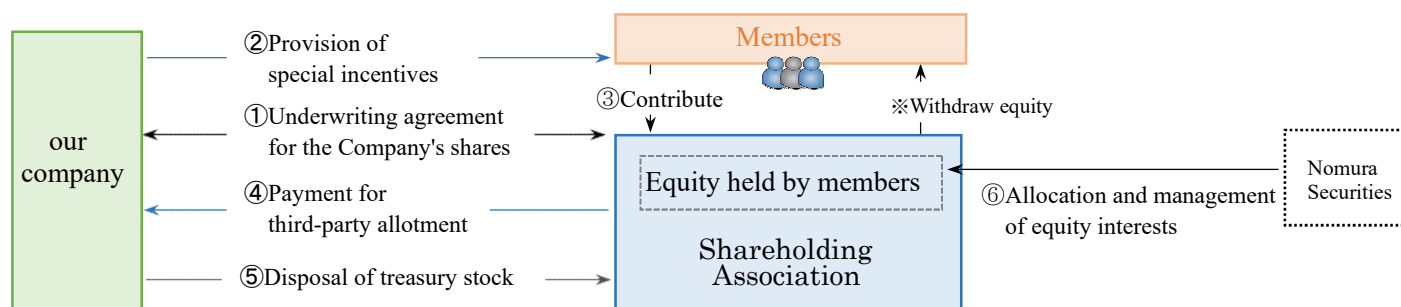 our
company
②Provision of
special incentives
①Underwriting agreement
for the Company's shares
④Payment for
third-party allotment
⑤Disposal of treasury stock
Members
③Contribute
※Withdraw equity
Equity held by members
Shareholding
Association
⑥Allocation and management
of equity interests
Nomura
Securities